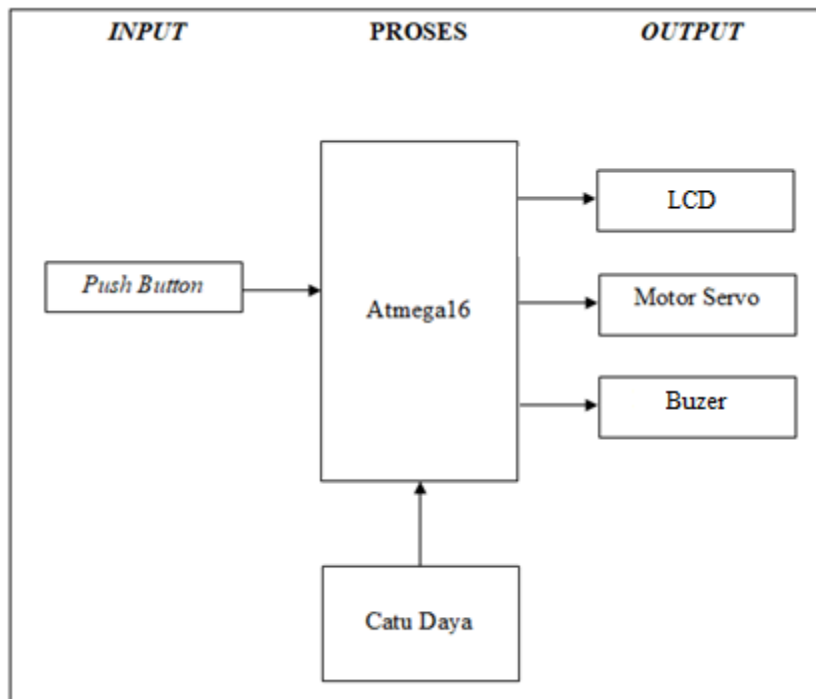 INPUT PROSES OUTPUT
LCD
Push Button
Atmega16
Motor Servo
Buzer
Catu Daya